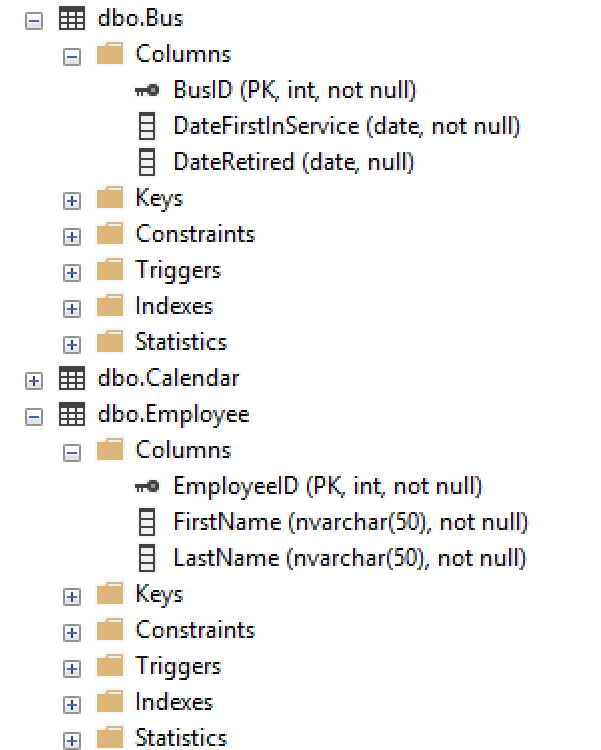 dbo.Bus
Columns
BusID (PK, int, not null)
DateFirstInService (date, not null)
DateRetired (date, null)
Keys
Constraints
Triggers
Indexes
Statistics
dbo.Calendar
dbo.Employee
Columns
EmployeeID (PK, int, not null)
FirstName (nvarchar(50), not null)
LastName (nvarchar(50), not null)
Keys
Constraints
Triggers
Indexes
Statistics